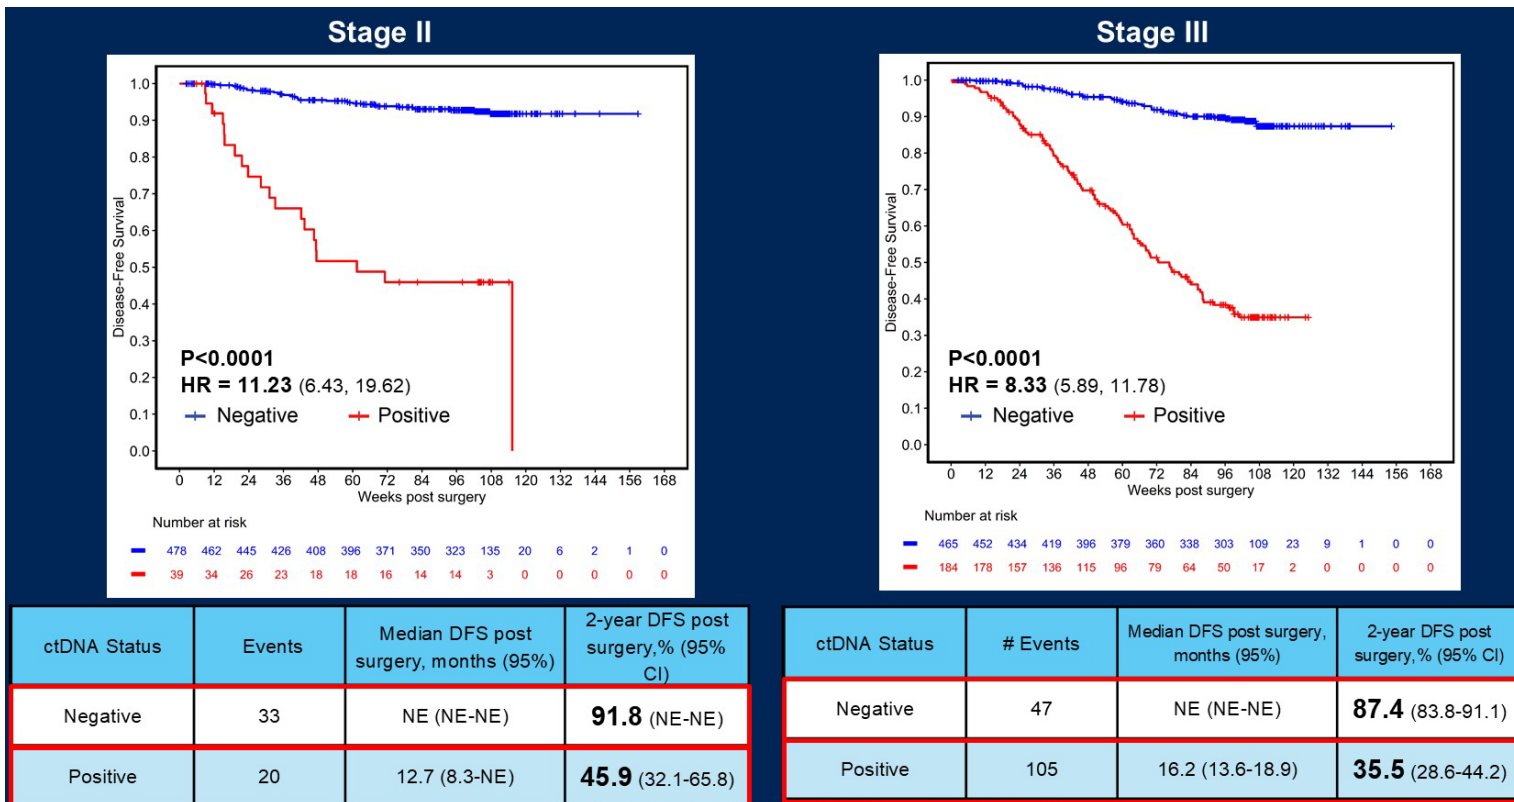 Stage II
1.0
0.9
0.8
0.7
0.6
0.5
0.4
0.3
0.2
0.1
0.0
Disease-Free Survival
P<0.0001
HR = 11.23 (6.43, 19.62)
Negative Positive
0 12 24 36 48 60 72 84 96 108 120 132 144 156 168
Weeks post surgery
Number at risk
478 462 445 426 408 396 371 350 323 135 20 6 2 1 0
39 34 26 23 18 18 16 14 14 3 0 0 0 0 0
ctDNA Status
Events
Median DFS post
surgery, months (95%)
2-year DFS post
surgery,% (95%
CI)
Negative 33 NE (NE-NE) 91.8 (NE-NE)
Positive 20 12.7 (8.3-NE) 45.9 (32.1-65.8)
Stage III
1.0
0.9
0.8
0.7
0.6
0.5
0.4
0.3
0.2
0.1
0.0
Disease-Free Survival
P<0.0001
HR = 8.33 (5.89, 11.78)
Negative Positive
0 12 24 36 48 60 72 84 96 108 120 132 144 156 168
Weeks post surgery
Number at risk
465 452 434 419 396 379 360 338 303 109 23 9 1 0 0
184 178 157 136 115 96 79 64 50 17 2 0 0 0 0
ctDNA Status
# Events
Median DFS post surgery,
months (95%)
2-year DFS post
surgery,% (95% CI)
Negative 47 NE (NE-NE) 87.4 (83.8-91.1)
Positive 105 16.2 (13.6-18.9) 35.5 (28.6-44.2)